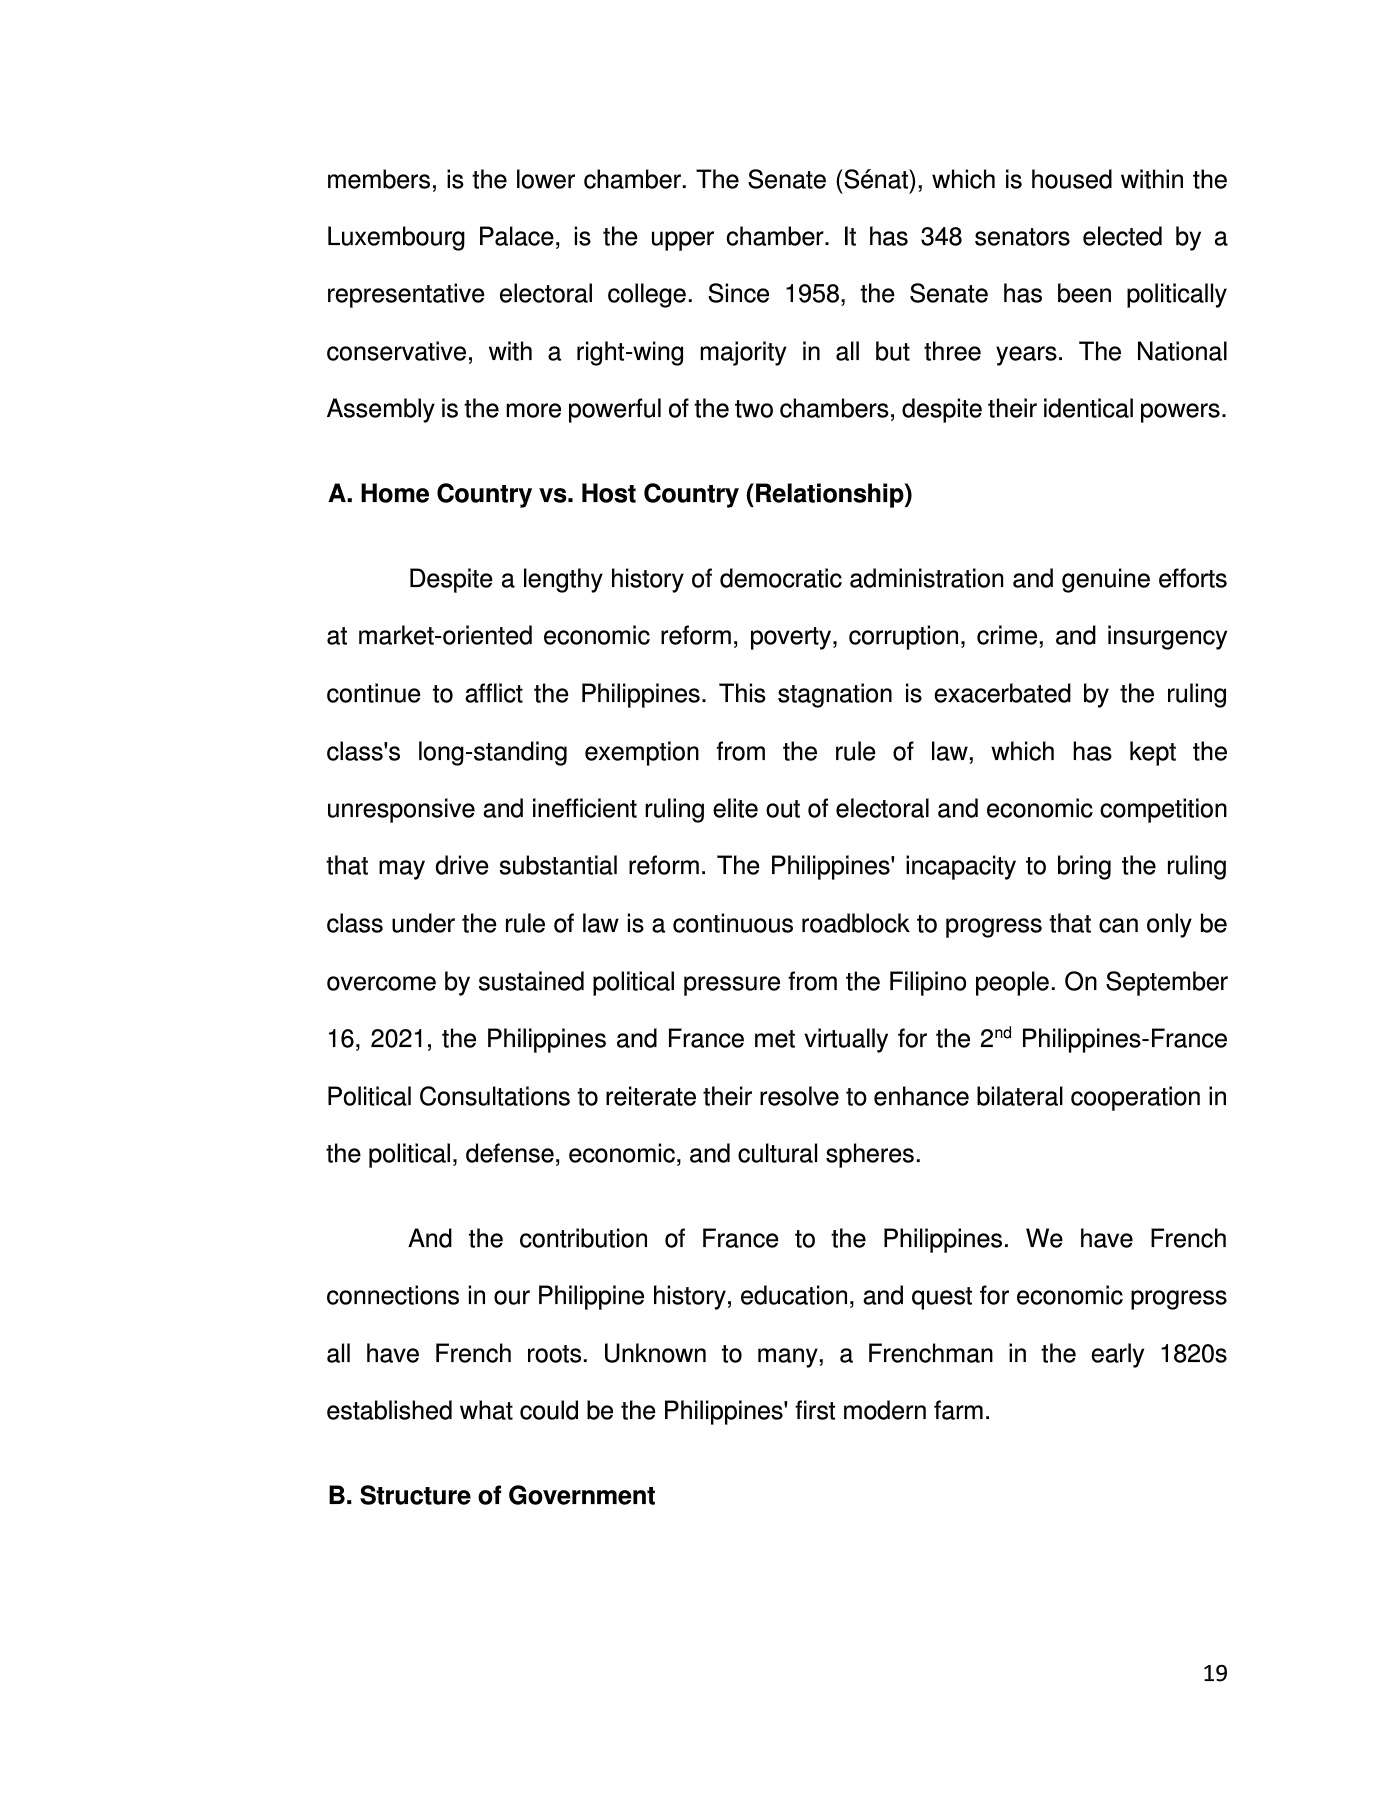 members, is the lower chamber. The Senate (Sénat), which is housed within the
Luxembourg Palace, is the upper chamber. It has 348 senators elected by a
representative electoral college. Since 1958, the Senate has been politically
conservative, with a right-wing majority in all but three years. The National
Assembly is the more powerful of the two chambers, despite their identical powers.
A. Home Country vs. Host Country (Relationship)
Despite a lengthy history of democratic administration and genuine efforts
at market-oriented economic reform, poverty, corruption, crime, and insurgency
continue to afflict the Philippines. This stagnation is exacerbated by the ruling
class's long-standing exemption from the rule of law, which has kept the
unresponsive and inefficient ruling elite out of electoral and economic competition
that may drive substantial reform. The Philippines' incapacity to bring the ruling
class under the rule of law is a continuous roadblock to progress that can only be
overcome by sustained political pressure from the Filipino people. On September
16, 2021, the Philippines and France met virtually for the 2nd Philippines-France
Political Consultations to reiterate their resolve to enhance bilateral cooperation in
the political, defense, economic, and cultural spheres.
And the contribution of France to the Philippines. We have French
connections in our Philippine history, education, and quest for economic progress
all have French roots. Unknown to many, a Frenchman in the early 1820s
established what could be the Philippines' first modern farm.
B. Structure of Government
19